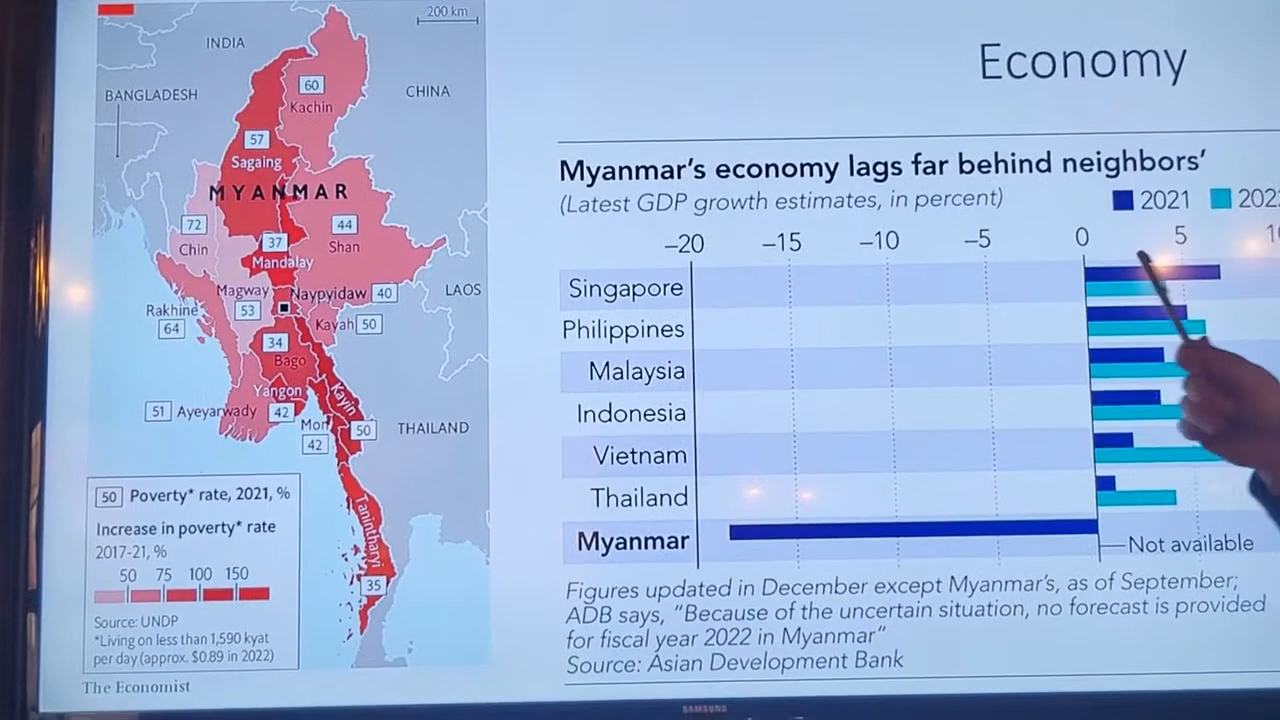 200 km
INDIA
BANGLADESH
CHINA
60
Kachin
57
Sagaing
MYANMAR
72
Chin
37
Mandalay
44
Shan
Magway
53
Naypyidaw 40
LAOS
Rakhine
64
Kayah 50
34
Bago
Yangon
42
Kayin
50
51 Ayeyarwady
Mon
42
THAILAND
Tanintharyi
35
50 Poverty* rate, 2021, %
Increase in poverty* rate
2017-21, %
50 75 100 150
Source: UNDP
*Living on less than 1,590 kyat
per day (approx. $0.89 in 2022)
The Economist
Economy
Myanmar's economy lags far behind neighbors'
(Latest GDP growth estimates, in percent)
2021
–20 –15 –10 –5 0 5
Singapore
Philippines
Malaysia
Indonesia
Vietnam
Thailand
Myanmar
Not available
Figures updated in December except Myanmar's, as of September;
ADB says, "Because of the uncertain situation, no forecast is provided
for fiscal year 2022 in Myanmar"
Source: Asian Development Bank
SAMSUNG